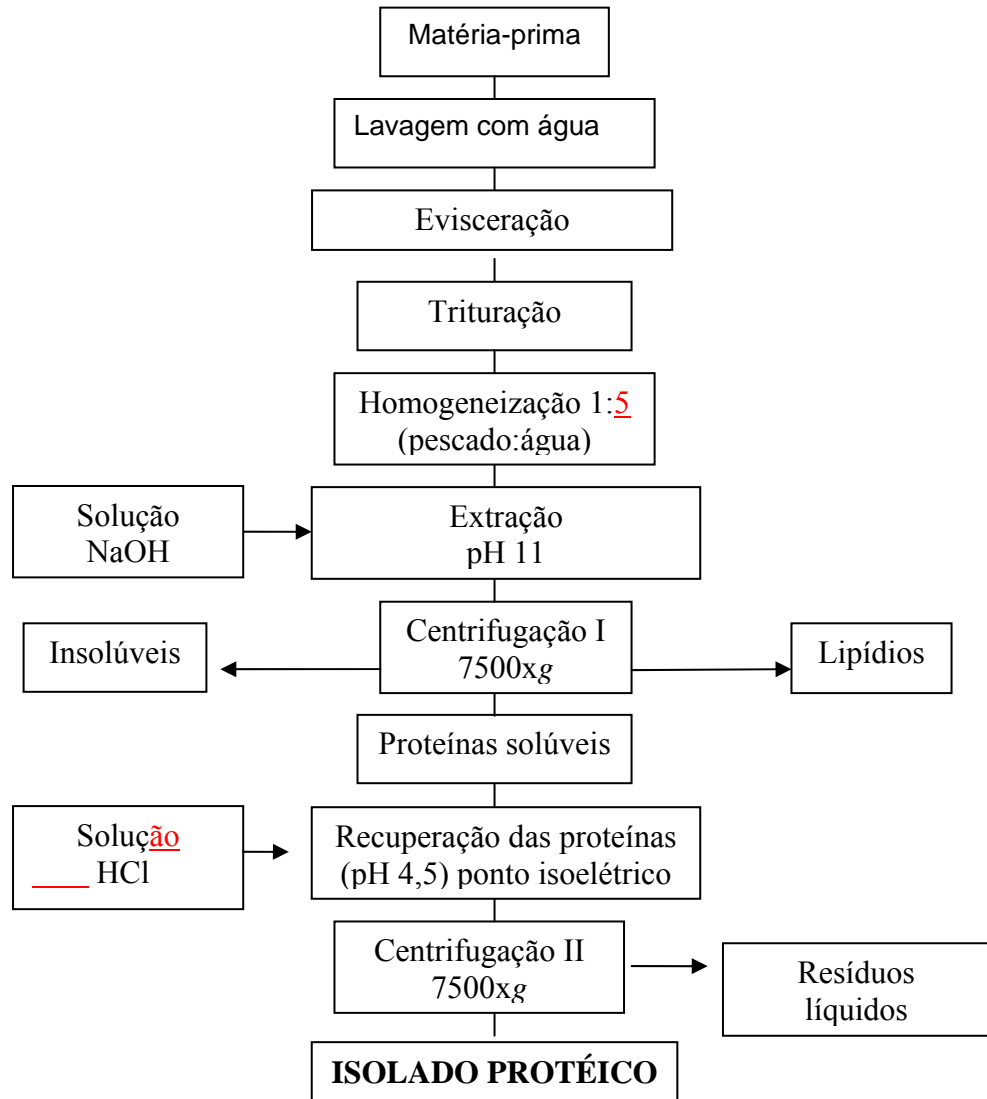 Matéria-prima
Lavagem com água
Evisceração
Trituração
Homogeneização 1:5
(pescado:água)
Solução
NaOH
Extração
pH 11
Insolúveis
Centrifugação I
7500xg
Lipídios
Proteínas solúveis
Solução
____ HCl
Recuperação das proteínas
(pH 4,5) ponto isoelétrico
Centrifugação II
7500xg
Resíduos
líquidos
ISOLADO PROTÉICO